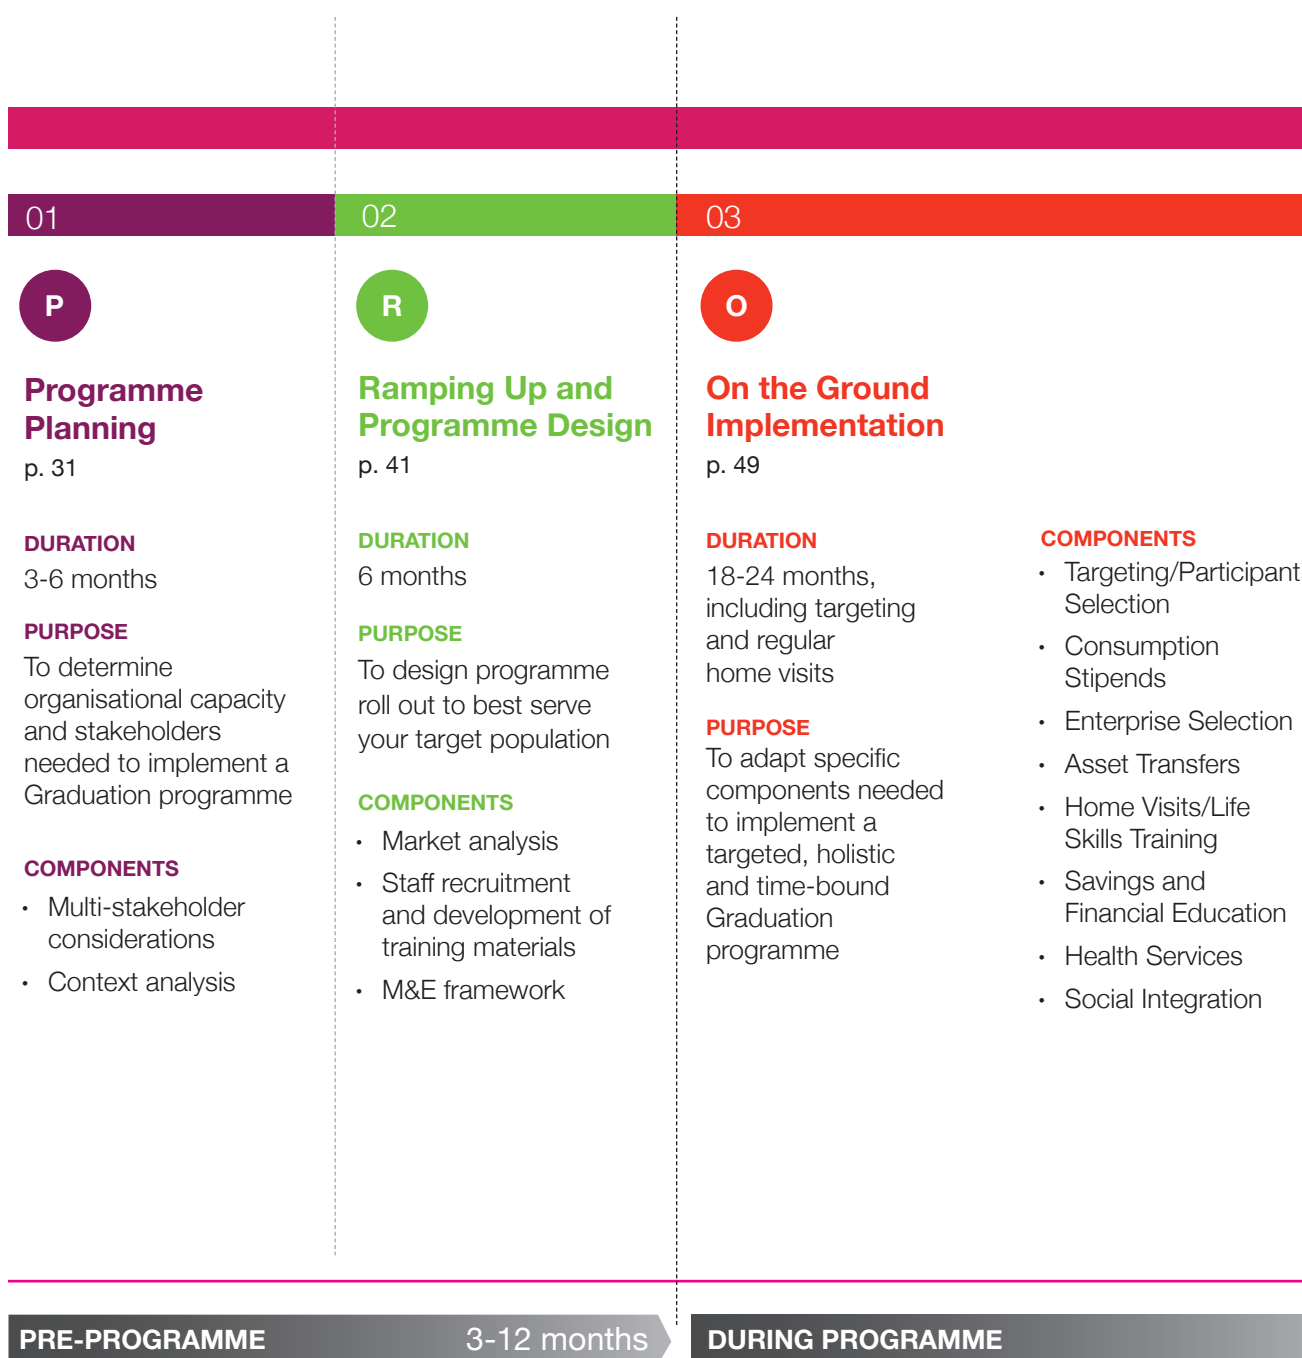 01
P
Programme
Planning
p. 31
DURATION
3-6 months
PURPOSE
To determine
organisational capacity
and stakeholders
needed to implement a
Graduation programme
COMPONENTS
• Multi-stakeholder
considerations
• Context analysis
02
R
Ramping Up and
Programme Design
p. 41
DURATION
6 months
PURPOSE
To design programme
roll out to best serve
your target population
COMPONENTS
• Market analysis
• Staff recruitment
and development of
training materials
• M&E framework
03
O
On the Ground
Implementation
p. 49
DURATION
18-24 months,
including targeting
and regular
home visits
PURPOSE
To adapt specific
components needed
to implement a
targeted, holistic
and time-bound
Graduation
programme
COMPONENTS
• Targeting/Participant
Selection
• Consumption
Stipends
• Enterprise Selection
• Asset Transfers
• Home Visits/Life
Skills Training
• Savings and
Financial Education
• Health Services
• Social Integration
PRE-PROGRAMME 3-12 months
DURING PROGRAMME